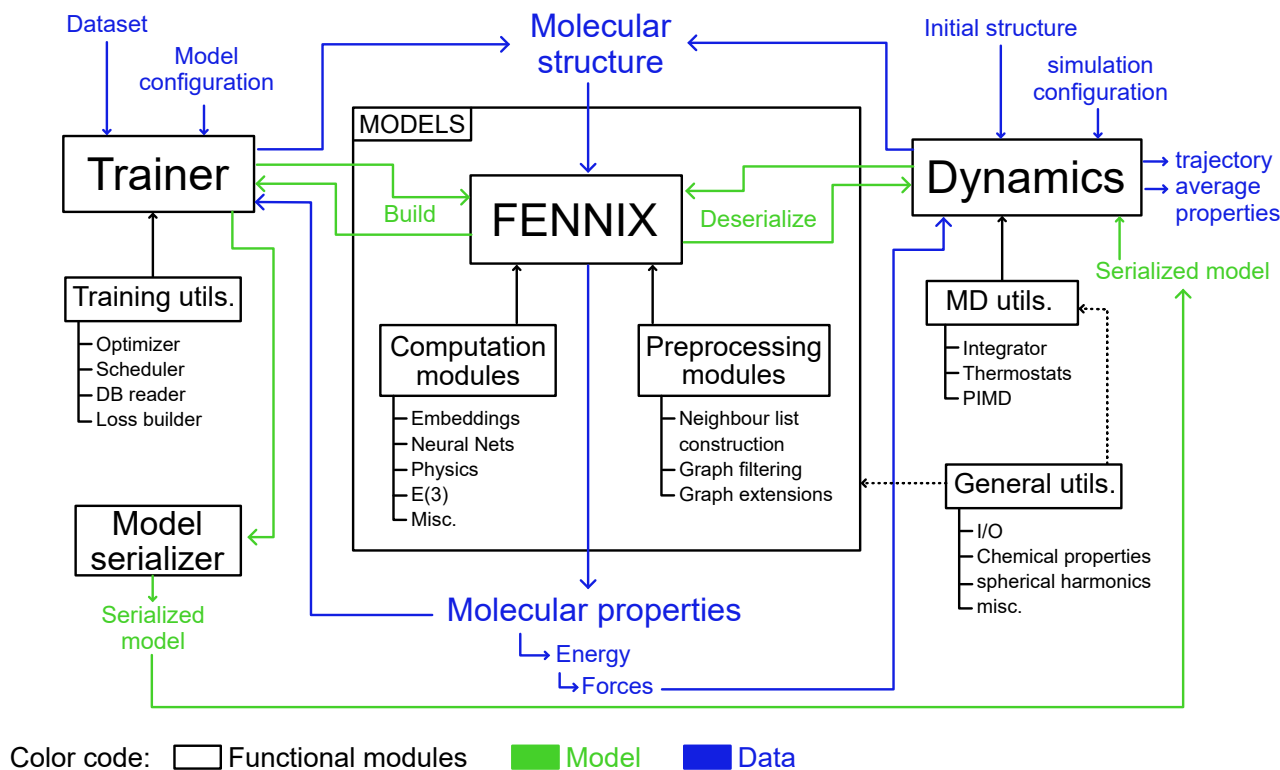 Dataset
Model
configuration
Molecular
structure
Initial structure
simulation
configuration
MODELS
Trainer
FENNIX
Dynamics
trajectory
average
properties
Build
Deserialize
Serialized model
Training utils.
Optimizer
Scheduler
DB reader
Loss builder
Computation
modules
Embeddings
Neural Nets
Physics
E(3)
Misc.
Preprocessing
modules
Neighbour list
construction
Graph filtering
Graph extensions
MD utils.
Integrator
Thermostats
PIMD
General utils.
I/O
Chemical properties
spherical harmonics
misc.
Model
serializer
Serialized
model
Molecular properties
Energy
Forces
Color code: Functional modules Model Data